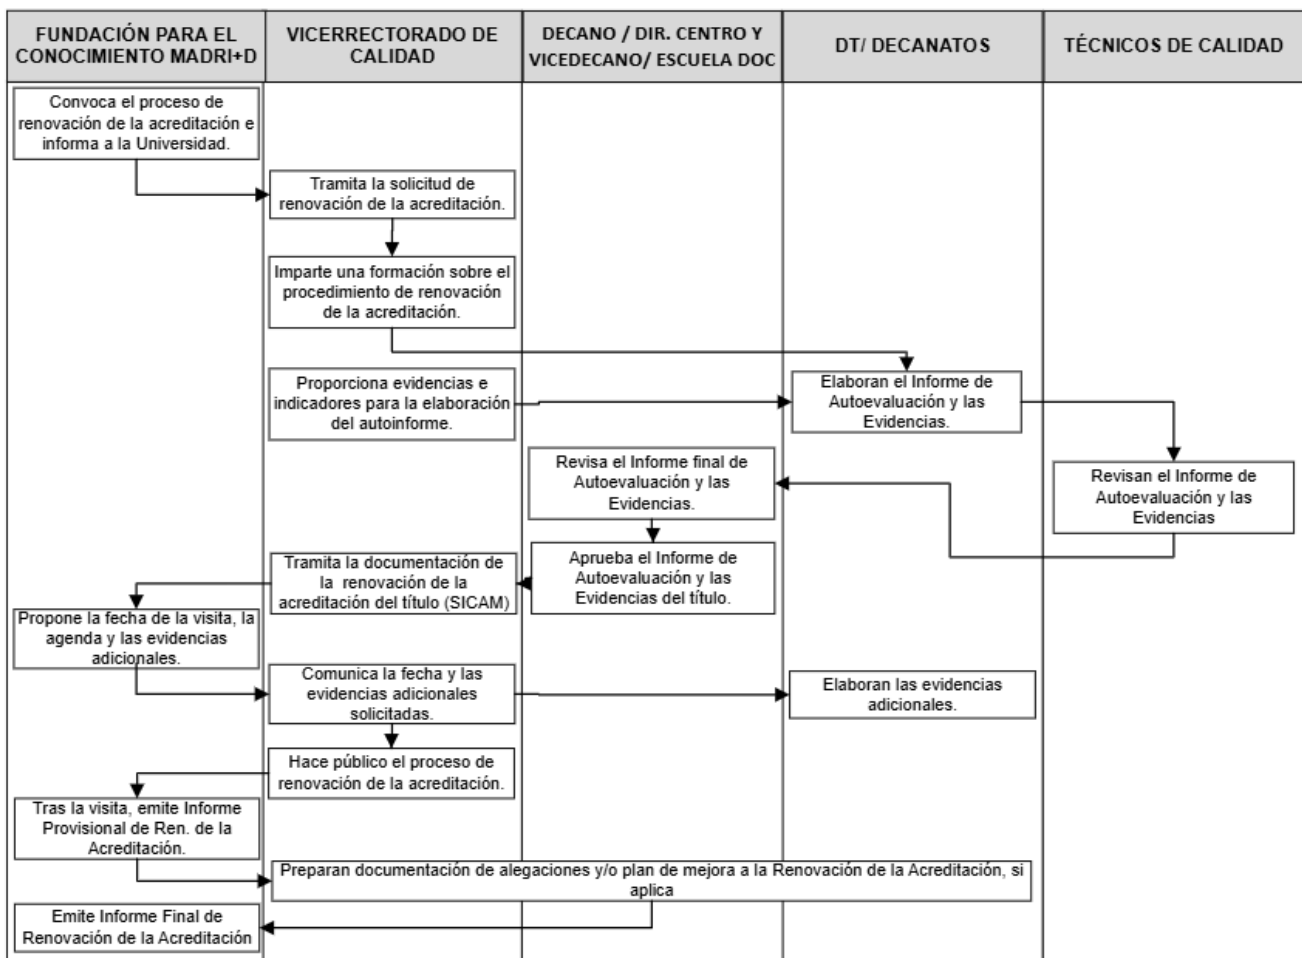 FUNDACIÓN PARA EL
CONOCIMIENTO MADRI+D
VICERRECTORADO DE
CALIDAD
DECANO / DIR. CENTRO Y
VICEDECANO/ ESCUELA DOC
DT/ DECANATOS
TÉCNICOS DE CALIDAD
Convoca el proceso de
renovación de la acreditación e
informa a la Universidad.
Tramita la solicitud de
renovación de la acreditación.
Imparte una formación sobre el
procedimiento de renovación
de la acreditación.
Proporciona evidencias e
indicadores para la elaboración
del autoinforme.
Elaboran el Informe de
Autoevaluación y las
Evidencias.
Revisan el Informe de
Autoevaluación y las
Evidencias
Revisa el Informe final de
Autoevaluación y las
Evidencias.
Aprueba el Informe de
Autoevaluación y las
Evidencias del título.
Tramita la documentación de
la renovación de la
acreditación del título (SICAM)
Propone la fecha de la visita, la
agenda y las evidencias
adicionales.
Comunica la fecha y las
evidencias adicionales
solicitadas.
Elaboran las evidencias
adicionales.
Hace público el proceso de
renovación de la acreditación.
Tras la visita, emite Informe
Provisional de Ren. de la
Acreditación.
Preparan documentación de alegaciones y/o plan de mejora a la Renovación de la Acreditación, si
aplica
Emite Informe Final de
Renovación de la Acreditación